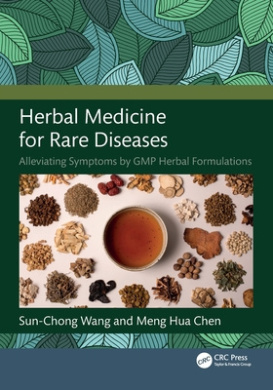 Herbal Medicine
for Rare Diseases
Alleviating Symptoms by GMP Herbal Formulations
Sun-Chong Wang and Meng Hua Chen
CRC Press
Taylor & Francis Group